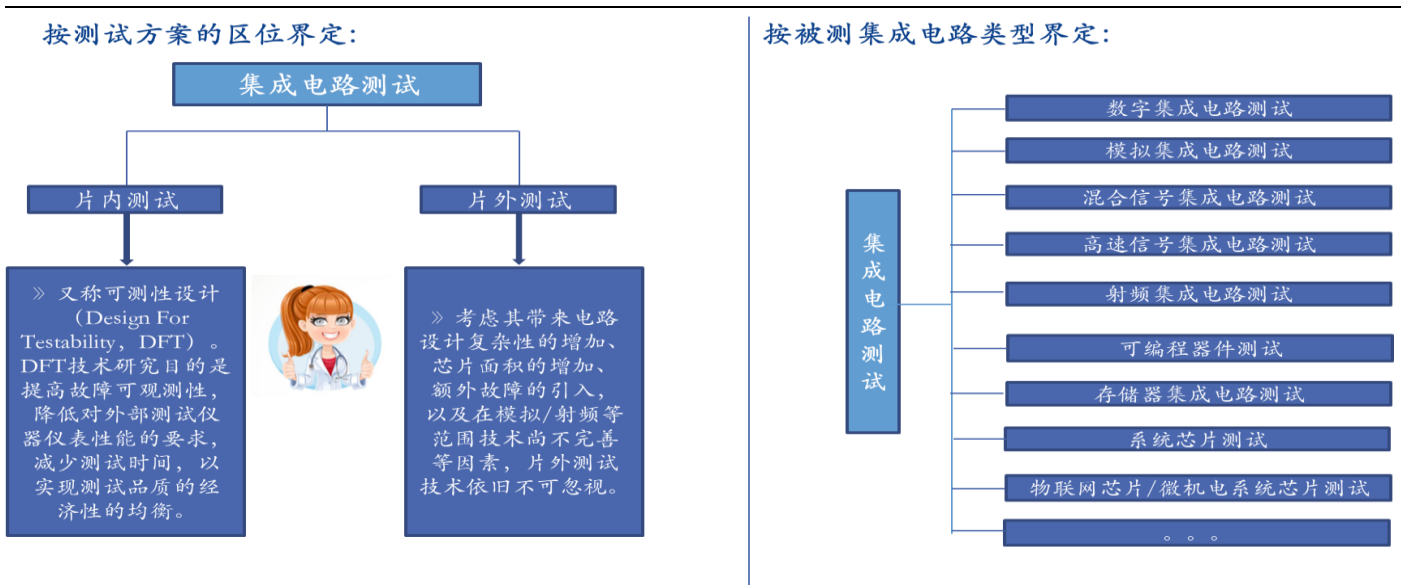 按测试方案的区位界定:
集成电路测试
片内测试
片外测试
》又称可测性设计
（Design For
Testability，DFT）。
DFT技术研究目的是
提高故障可观测性，
降低对外部测试仪
器仪表性能的要求，
减少测试时间，以
实现测试品质的经
济性的均衡。
》考虑其带来电路
设计复杂性的增加、
芯片面积的增加、
额外故障的引入，
以及在模拟/射频等
范围技术尚不完善
等因素，片外测试
技术依旧不可忽视。
按被测集成电路类型界定:
集成电路测试
数字集成电路测试
模拟集成电路测试
混合信号集成电路测试
高速信号集成电路测试
射频集成电路测试
可编程器件测试
存储器集成电路测试
系统芯片测试
物联网芯片/微机电系统芯片测试
。。。